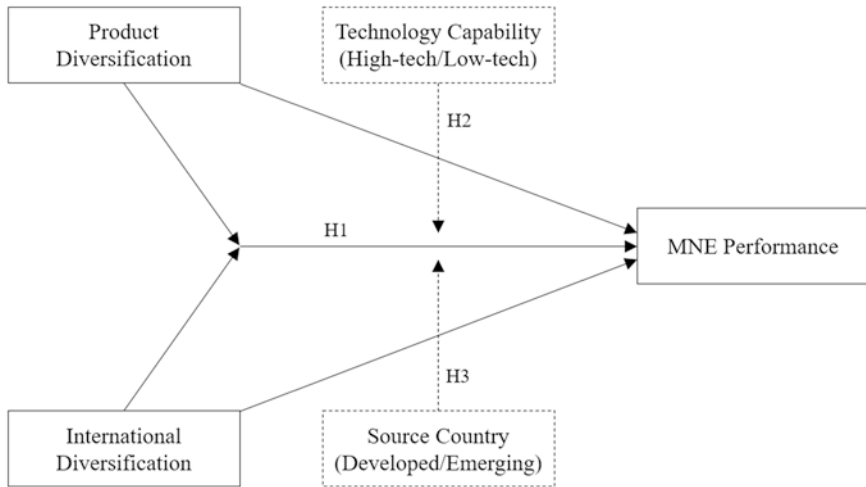 Product
Diversification
Technology Capability
(High-tech/Low-tech)
H2
H1
MNE Performance
H3
International
Diversification
Source Country
(Developed/Emerging)